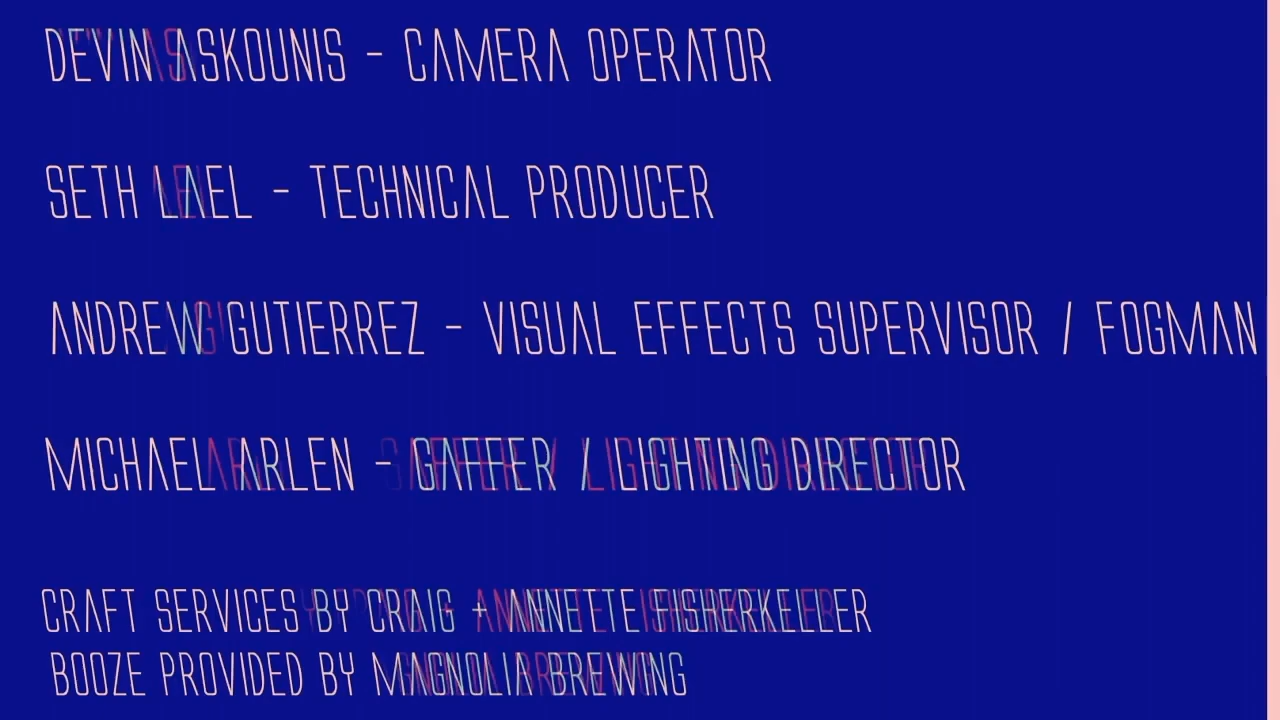 DEVIN ASKOUNIS - CAMERA OPERATOR
SETH LAEL - TECHNICAL PRODUCER
ANDREW GUTIERREZ - VISUAL EFFECTS SUPERVISOR / FOGMAN
MICHAEL ARLEN - GAFFER / LIGHTING DIRECTOR
CRAFT SERVICES BY CRAIG + ANNETTE
BOOZE PROVIDED BY MAGNOLIA BREWING